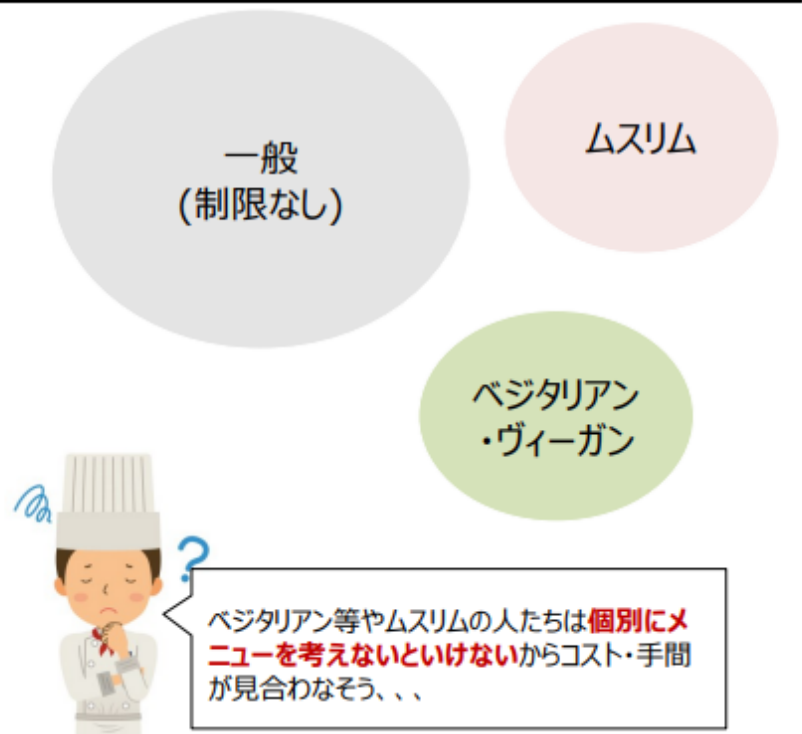 一般
(制限なし)
ムスリム
ベジタリアン
・ヴィーガン
?
ベジタリアン等やムスリムの人たちは個別にメ
ニューを考えないといけないからコスト・手間
が見合わなそう、、、